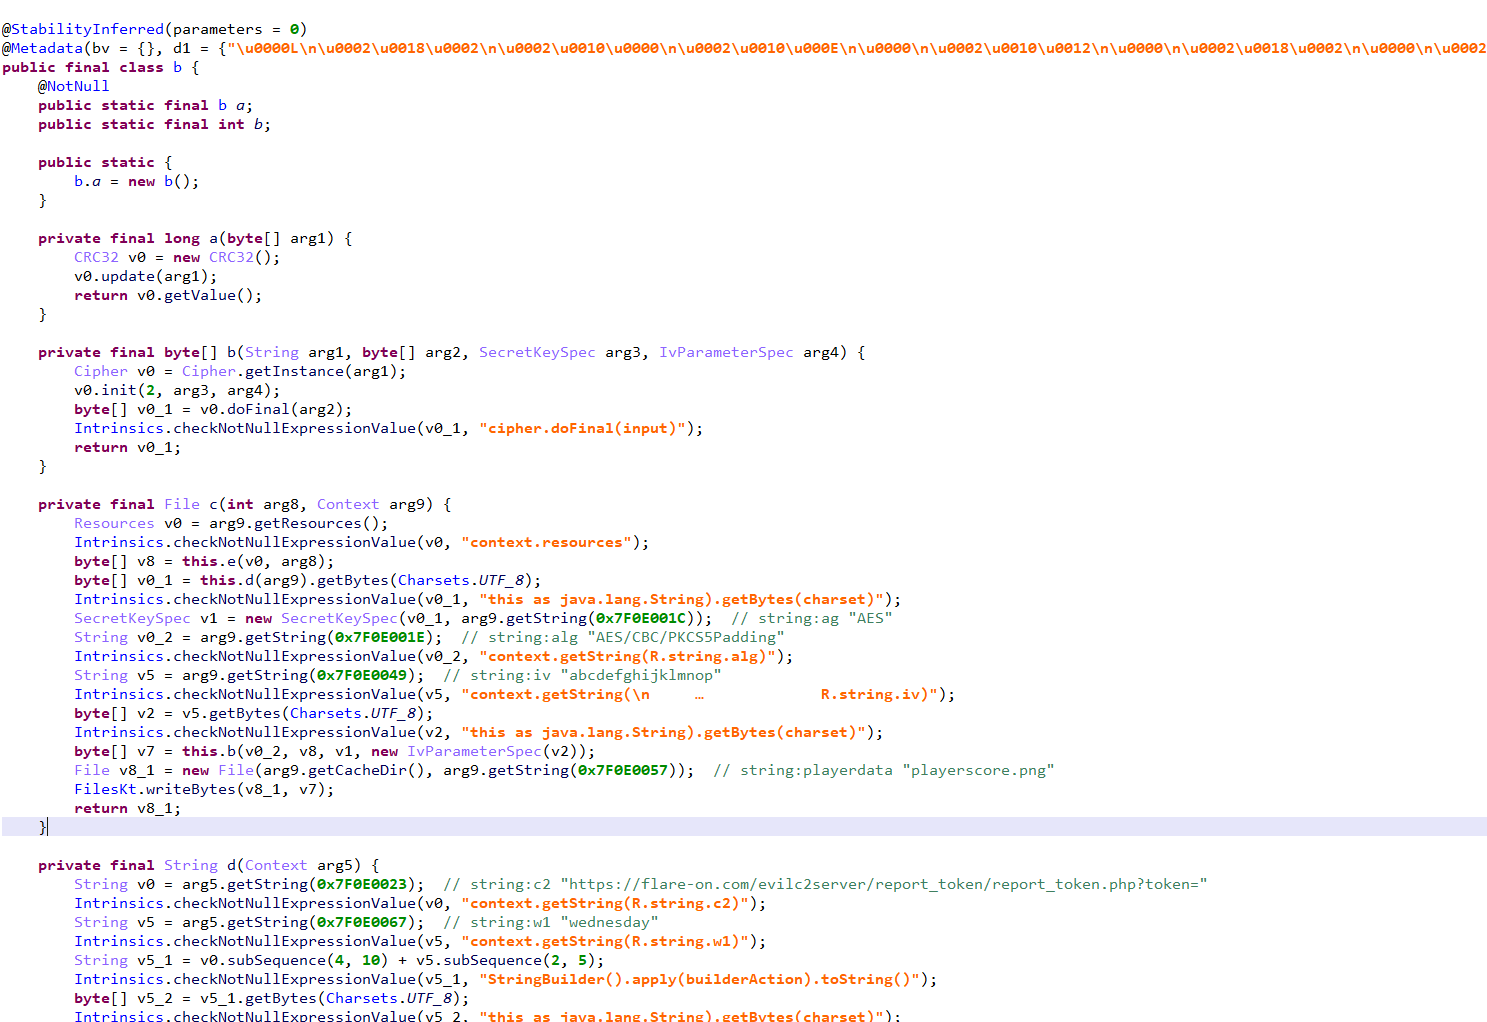 @StabilityInferred(parameters = 0)
@Metadata(bv = {}, d1 = {"\u0000L\n\u0002\u0018\u0002\n\u0002\u0010\u0000\n\u0002\u0010\u000E\n\u0000\n\u0002\u0010\u0012\n\u0000\n\u0002\u0018\u0002\n\u0000\n\u0002
public final class b {
    @NotNull
    public static final b a;
    public static final int b;

    public static {
        b.a = new b();
    }

    private final long a(byte[] arg1) {
        CRC32 v0 = new CRC32();
        v0.update(arg1);
        return v0.getValue();
    }

    private final byte[] b(String arg1, byte[] arg2, SecretKeySpec arg3, IvParameterSpec arg4) {
        Cipher v0 = Cipher.getInstance(arg1);
        v0.init(2, arg3, arg4);
        byte[] v0_1 = v0.doFinal(arg2);
        Intrinsics.checkNotNullExpressionValue(v0_1, "cipher.doFinal(input)");
        return v0_1;
    }

    private final File c(int arg8, Context arg9) {
        Resources v0 = arg9.getResources();
        Intrinsics.checkNotNullExpressionValue(v0, "context.resources");
        byte[] v8 = this.e(v0, arg8);
        byte[] v0_1 = this.d(arg9).getBytes(Charsets.UTF_8);
        Intrinsics.checkNotNullExpressionValue(v0_1, "this as java.lang.String).getBytes(charset)");
        SecretKeySpec v1 = new SecretKeySpec(v0_1, arg9.getString(0x7F0E001C));  // string:ag "AES"
        String v0_2 = arg9.getString(0x7F0E001E);  // string:alg "AES/CBC/PKCS5Padding"
        Intrinsics.checkNotNullExpressionValue(v0_2, "context.getString(R.string.alg)");
        String v5 = arg9.getString(0x7F0E0049);  // string:iv "abcdefghijklmnop"
        Intrinsics.checkNotNullExpressionValue(v5, "context.getString(\n     …             R.string.iv)");
        byte[] v2 = v5.getBytes(Charsets.UTF_8);
        Intrinsics.checkNotNullExpressionValue(v2, "this as java.lang.String).getBytes(charset)");
        byte[] v7 = this.b(v0_2, v8, v1, new IvParameterSpec(v2));
        File v8_1 = new File(arg9.getCacheDir(), arg9.getString(0x7F0E0057));  // string:playerdata "playerscore.png"
        FilesKt.writeBytes(v8_1, v7);
        return v8_1;
    }

    private final String d(Context arg5) {
        String v0 = arg5.getString(0x7F0E0023);  // string:c2 "https://flare-on.com/evilc2server/report_token/report_token.php?token="
        Intrinsics.checkNotNullExpressionValue(v0, "context.getString(R.string.c2)");
        String v5 = arg5.getString(0x7F0E0067);  // string:w1 "wednesday"
        Intrinsics.checkNotNullExpressionValue(v5, "context.getString(R.string.w1)");
        String v5_1 = v0.subSequence(4, 10) + v5.subSequence(2, 5);
        Intrinsics.checkNotNullExpressionValue(v5_1, "StringBuilder().apply(builderAction).toString()");
        byte[] v5_2 = v5_1.getBytes(Charsets.UTF_8);
        Intrinsics.checkNotNullExpressionValue(v5_2, "this as java.lang.String).getBytes(charset)");